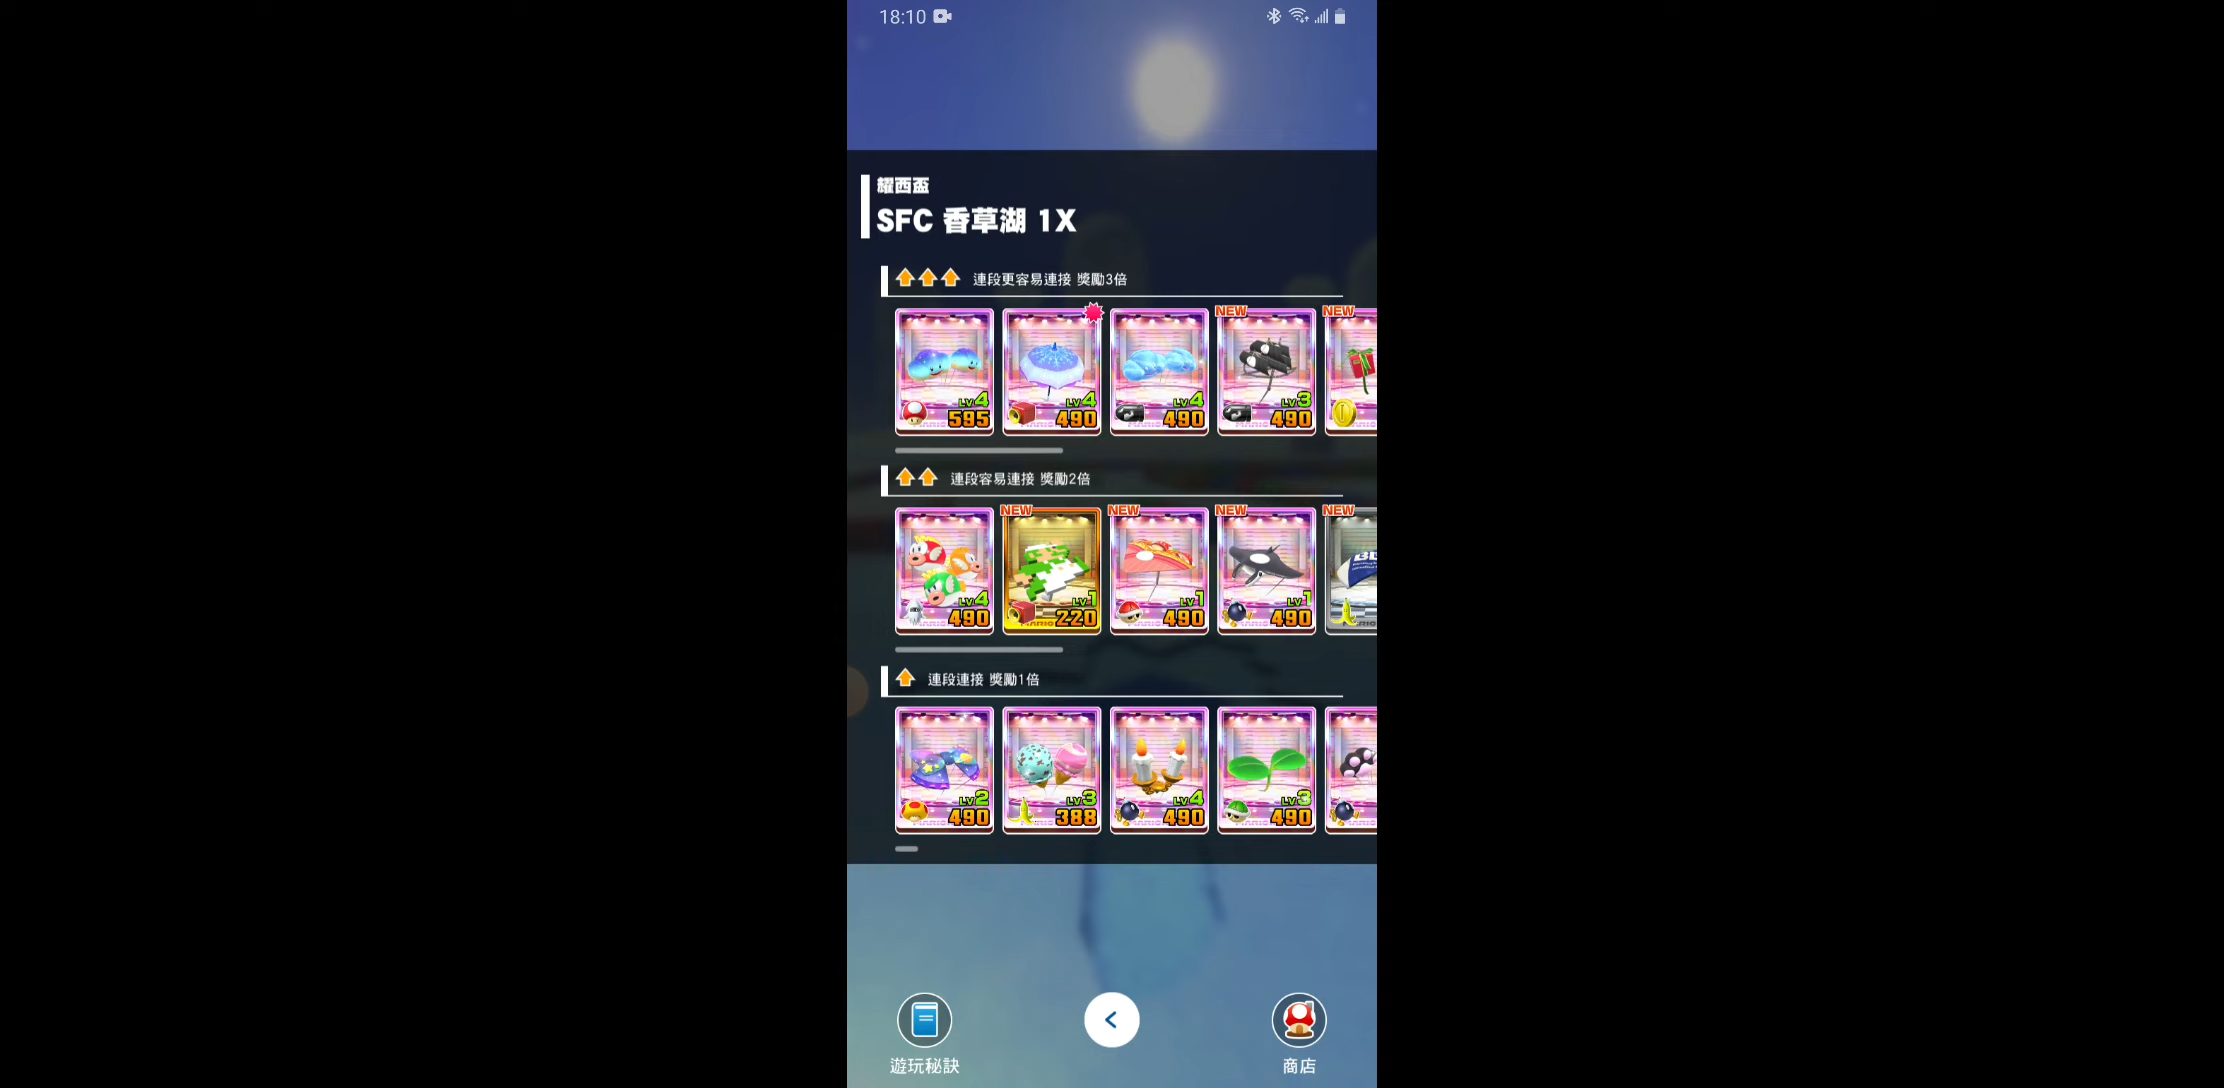 18:10
耀西盃
SFC 香草湖 1X
連段更容易連接 獎勵3倍
NEW NEW
LV4 LV4 LV4 LV3
595 490 490 490
連段容易連接 獎勵2倍
NEW NEW NEW NEW
LV4 LV1 LV1 LV1
490 220 490 490
連段連接 獎勵1倍
LV2 LV3 LV4 LV3
490 388 490 490
遊玩秘訣
<
商店